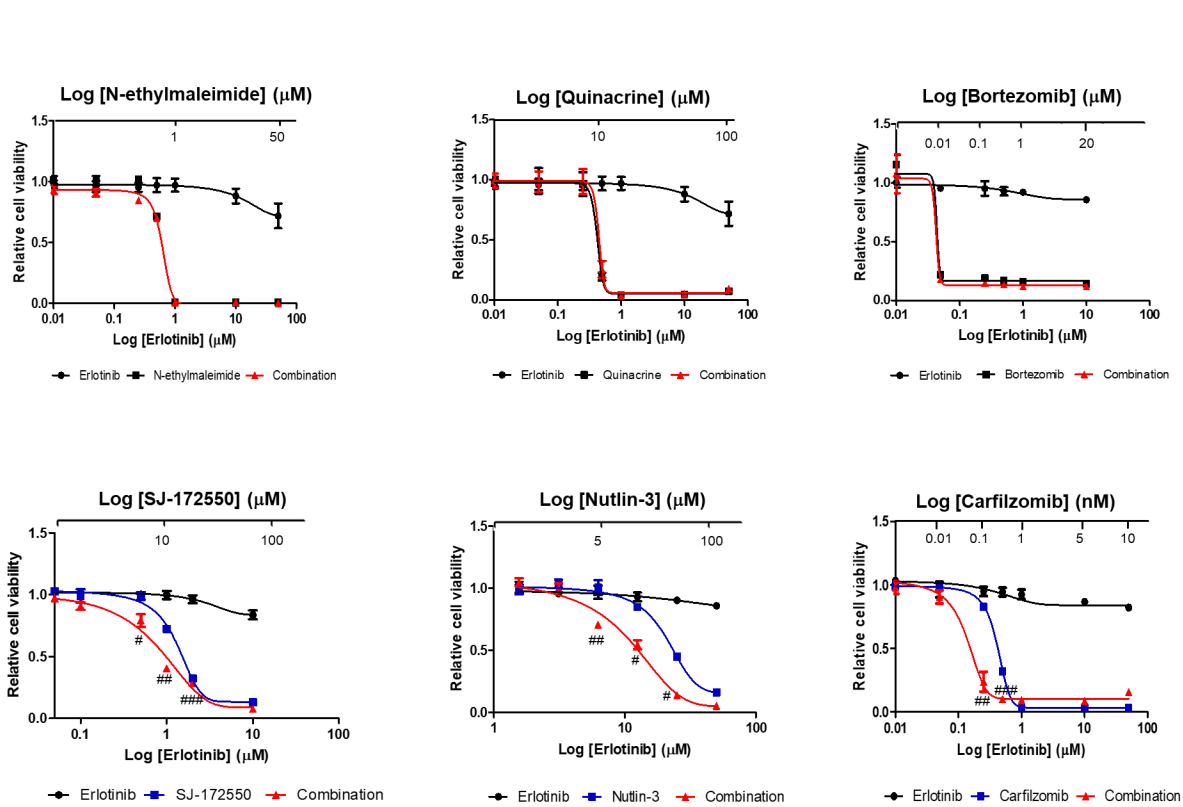 Log [N-ethylmaleimide] (μM)
1 50
Relative cell viability
1.5
1.0
0.5
0.0
0.01 0.1 1 10 100
Log [Erlotinib] (μM)
Erlotinib N-ethylmaleimide Combination
Log [Quinacrine] (μM)
10 100
Relative cell viability
1.5
1.0
0.5
0.0
0.01 0.1 1 10 100
Log [Erlotinib] (μM)
Erlotinib Quinacrine Combination
Log [Bortezomib] (μM)
0.01 0.1 1 20
Relative cell viability
1.5
1.0
0.5
0.0
0.01 0.1 1 10 100
Log [Erlotinib] (μM)
Erlotinib Bortezomib Combination
Log [SJ-172550] (μM)
10 100
Relative cell viability
1.5
1.0
0.5
0.0
#
##
###
0.1 1 10 100
Log [Erlotinib] (μM)
Erlotinib SJ-172550 Combination
Log [Nutlin-3] (μM)
5 100
Relative cell viability
1.5
1.0
0.5
0.0
##
#
#
1 10 100
Log [Erlotinib] (μM)
Erlotinib Nutlin-3 Combination
Log [Carfilzomib] (nM)
0.01 0.1 1 10
Relative cell viability
1.5
1.0
0.5
0.0
###
##
0.01 0.1 1 10 100
Log [Erlotinib] (μM)
Erlotinib Carfilzomib Combination